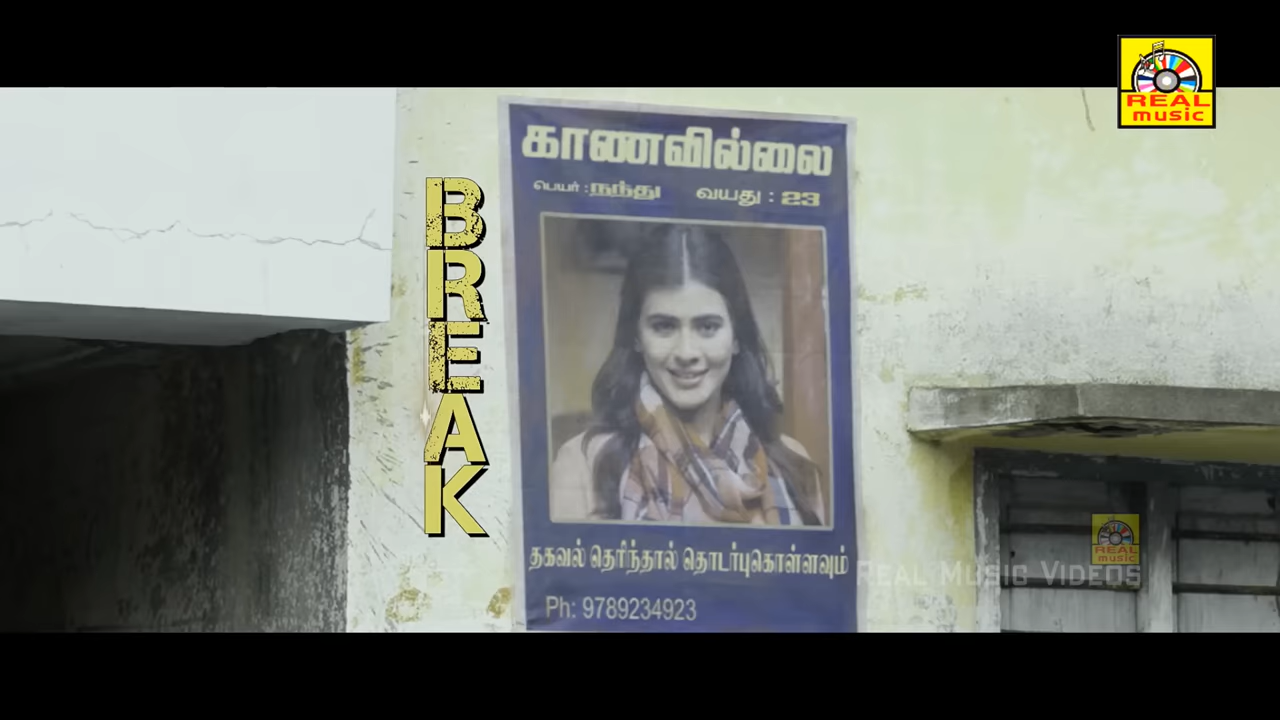 REAL
music
காணவில்லை
பெயர் : நந்து வயது : 23
BREAK
தகவல் தெரிந்தால் தொடர்புகொள்ளவும்
Ph: 9789234923
REAL
music
REAL MUSIC VIDEOS